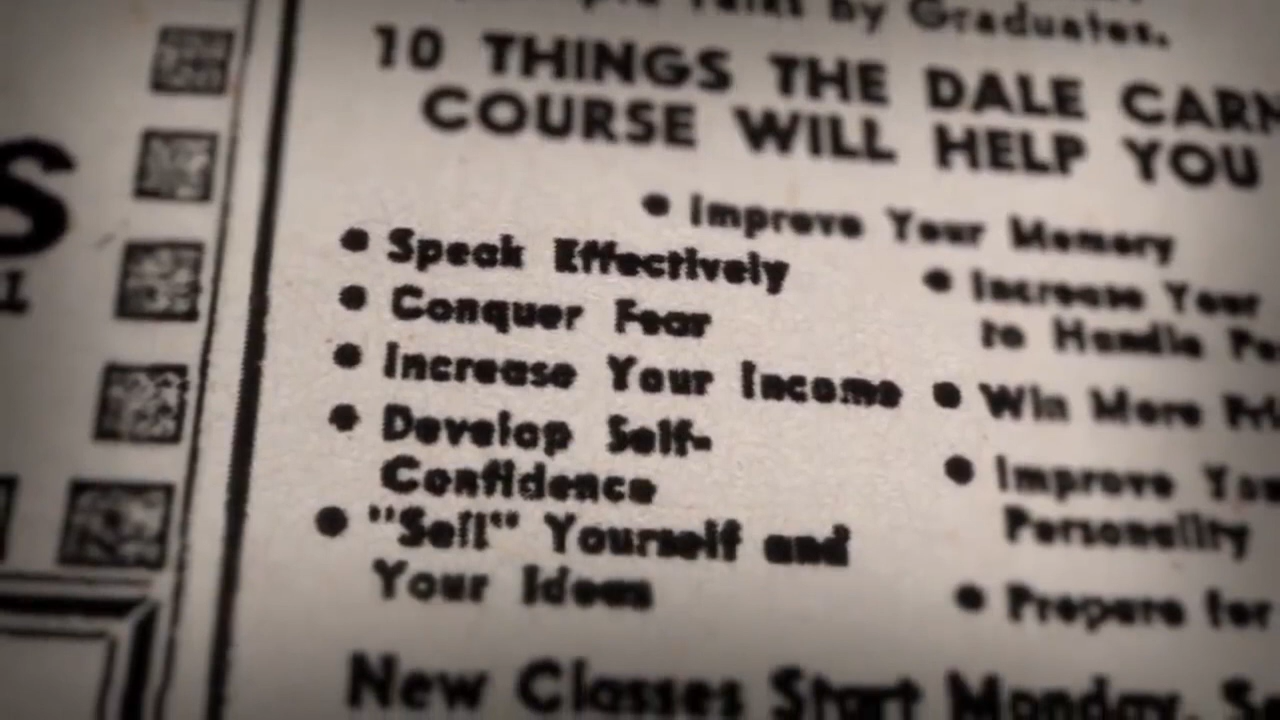 Talks by Graduates.
10 THINGS THE DALE
COURSE WILL HELP YOU
• Improve Your Memory
• Speak Effectively
• Conquer Fear
• Increase Your Income
• Develop Self-
Confidence
• "Sell" Yourself and
Your Ideas
• Increase Your
to Handle
• Win More
• Improve
Personality
• Prepare for
New Classes Start Monday,